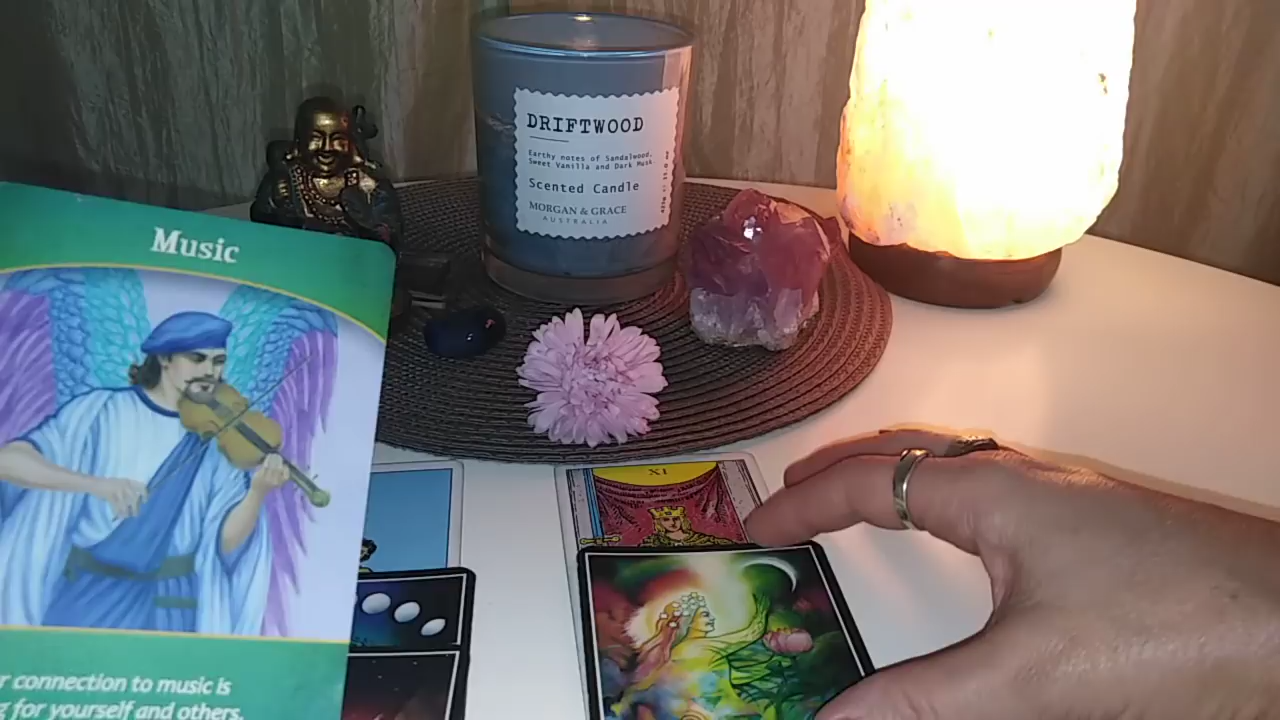 DRIFTWOOD
Earthy notes of Sandalwood,
Sweet Vanilla and Dark Musk.
Scented Candle
MORGAN & GRACE
AUSTRALIA
Music
r connection to music is
g for yourself and others.
XI